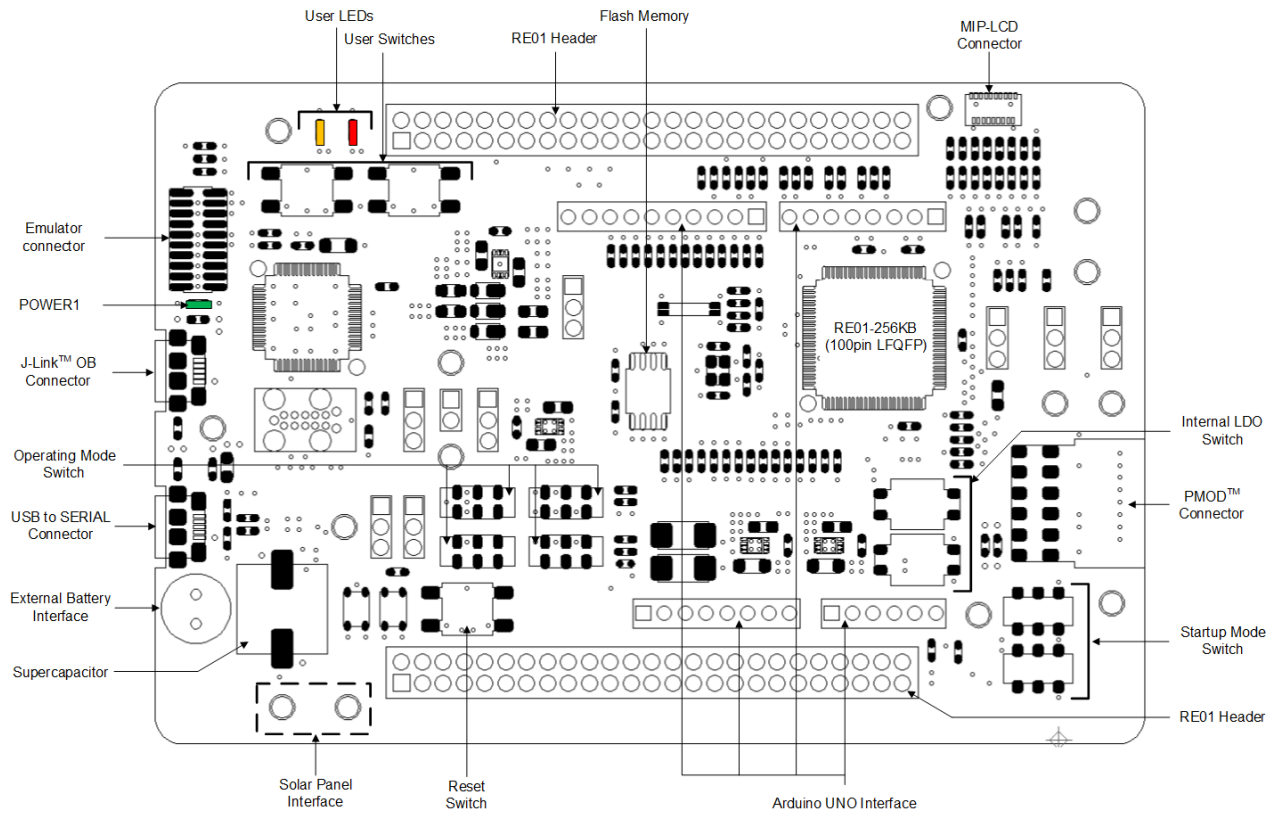 User LEDs
User Switches
RE01 Header
Flash Memory
MIP-LCD
Connector
Emulator
connector
POWER1
J-Link™ OB
Connector
Operating Mode
Switch
USB to SERIAL
Connector
External Battery
Interface
Supercapacitor
RE01-256KB
(100pin LFQFP)
Internal LDO
Switch
PMOD™
Connector
Startup Mode
Switch
RE01 Header
Solar Panel
Interface
Reset
Switch
Arduino UNO Interface